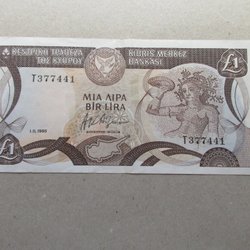 ΚΕΝΤΡΙΚΗ ΤΡΑΠΕΖΑ
ΤΗΣ ΚΥΠΡΟΥ
KIBRIS MERKEZ
BANKASI
T377441
ΜΙΑ ΛΙΡΑ
BİR LİRA
T377441
£1
£1